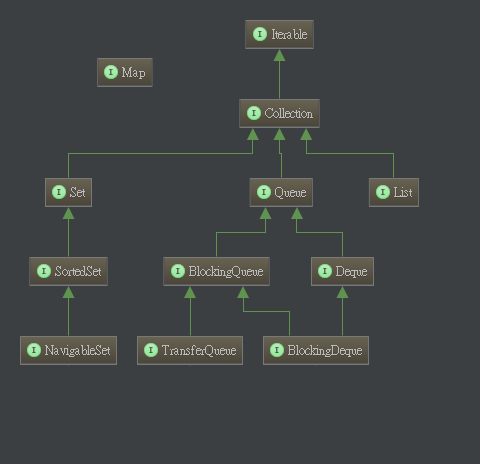 I Iterable
I Map
I Collection
I Set
I Queue
I List
I SortedSet
I BlockingQueue
I Deque
I NavigableSet
I TransferQueue
I BlockingDeque